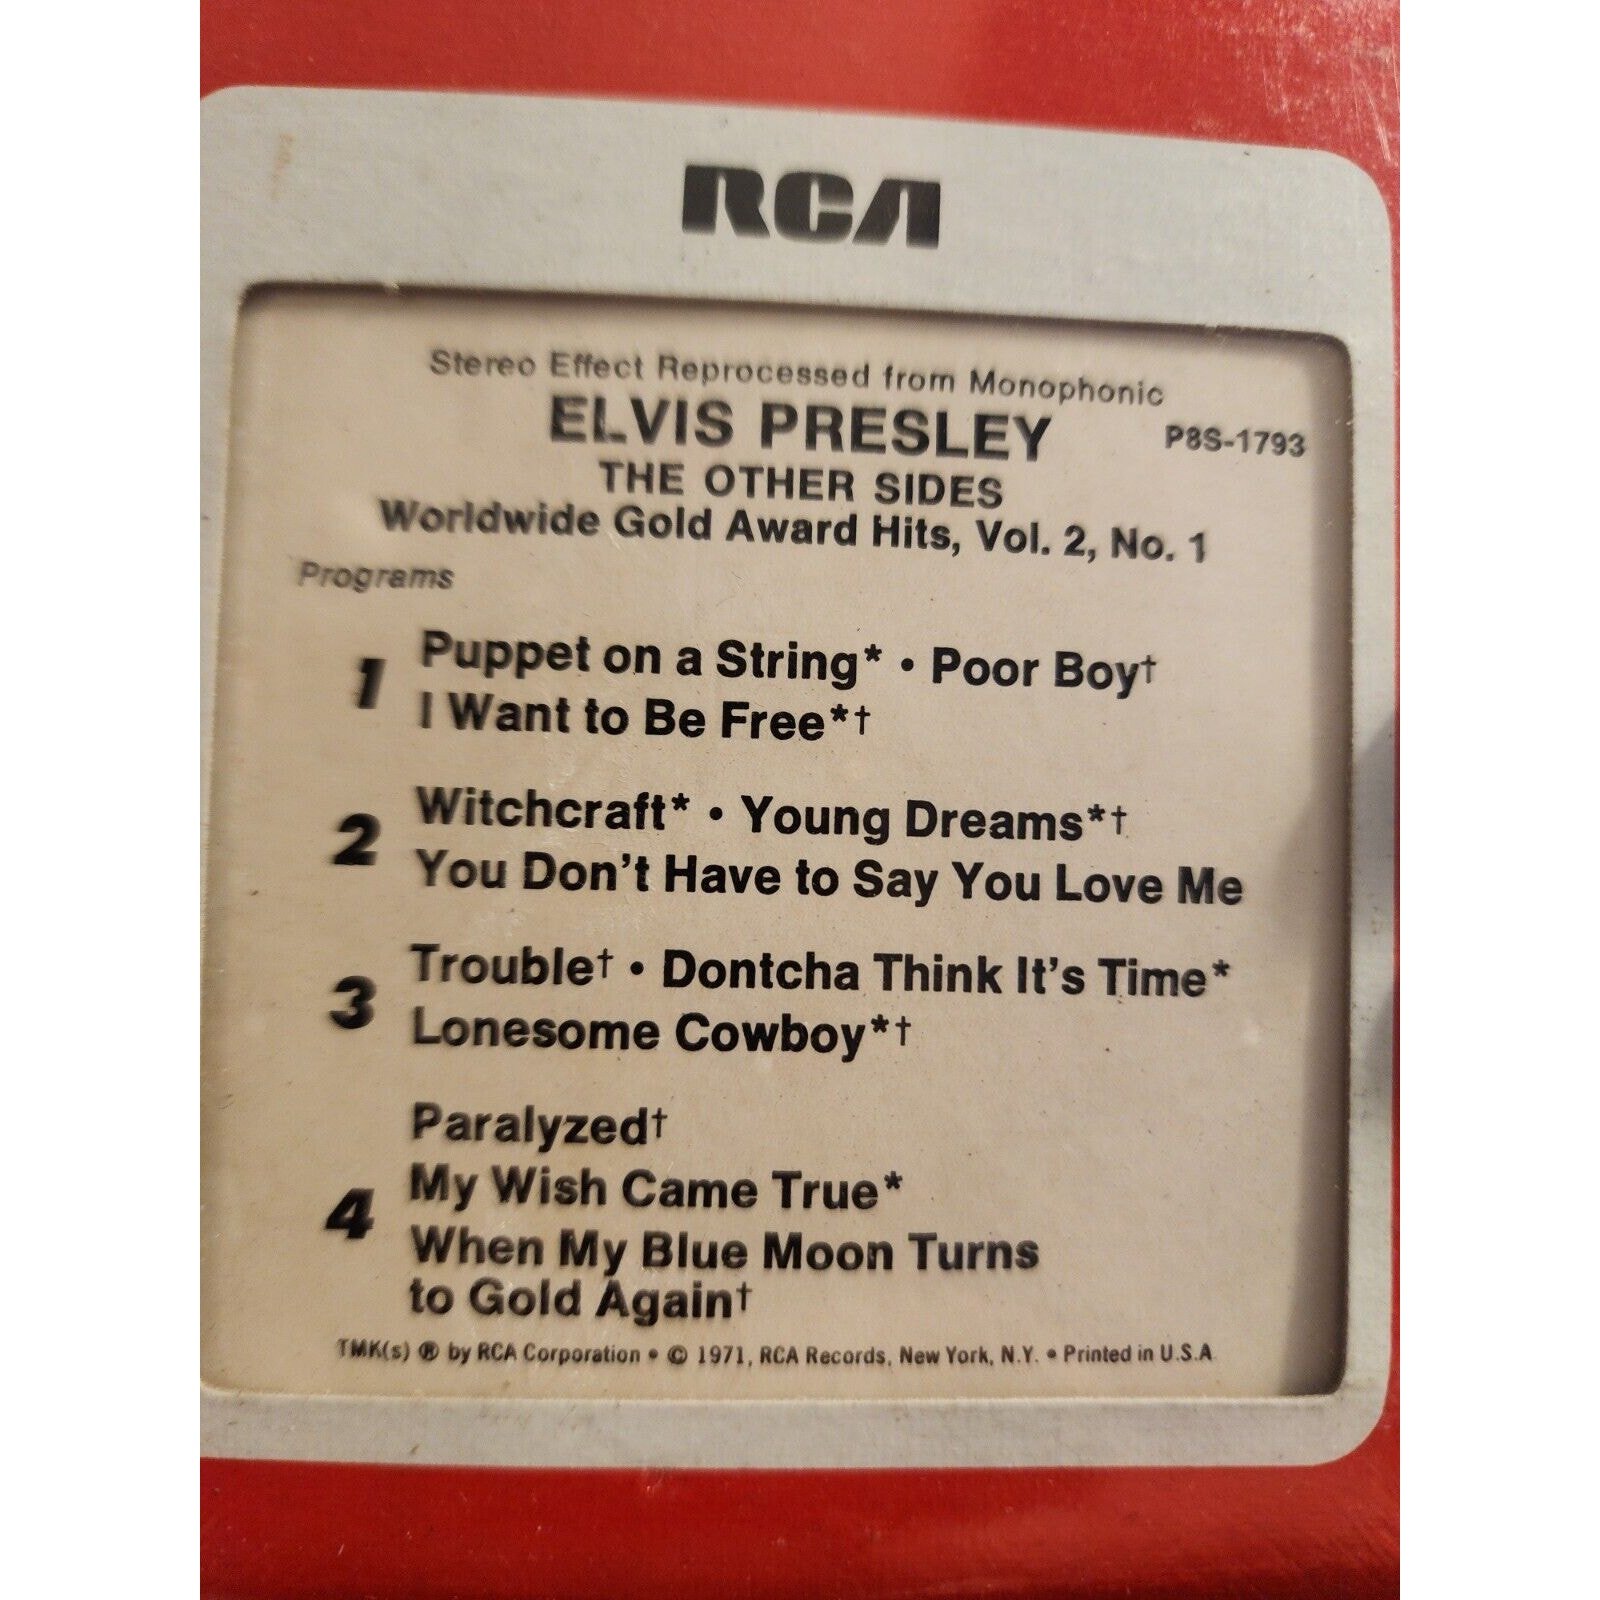 RCA
Stereo Effect Reprocessed from Monophonic
ELVIS PRESLEY P8S-1793
THE OTHER SIDES
Worldwide Gold Award Hits, Vol. 2, No. 1
Programs
1 Puppet on a String* • Poor Boy†
I Want to Be Free*†
2 Witchcraft* • Young Dreams*†
You Don't Have to Say You Love Me
3 Trouble† • Dontcha Think It's Time*
Lonesome Cowboy*†
4 Paralyzed†
My Wish Came True*
When My Blue Moon Turns
to Gold Again†
TMK(s) ® by RCA Corporation • © 1971, RCA Records, New York, N.Y. • Printed in U.S.A.